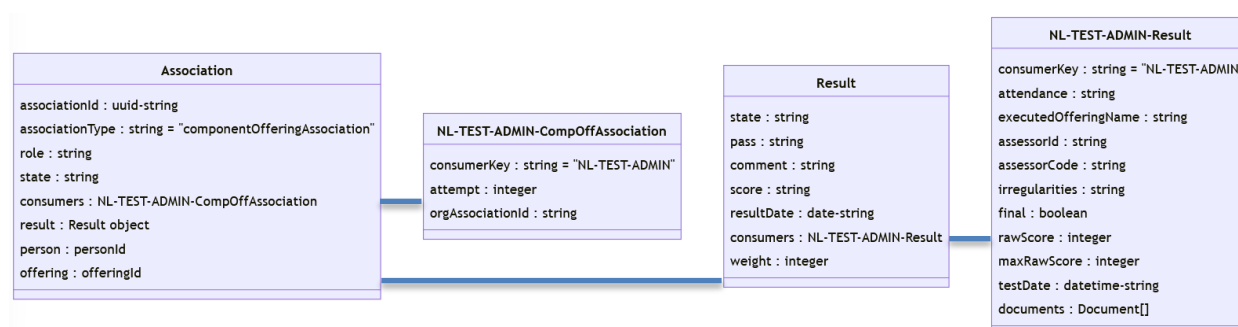 Association
associationId : uuid-string
associationType : string = "componentOfferingAssociation"
role : string
state : string
consumers : NL-TEST-ADMIN-CompOffAssociation
result : Result object
person : personId
offering : offeringId
NL-TEST-ADMIN-CompOffAssociation
consumerKey : string = "NL-TEST-ADMIN"
attempt : integer
orgAssociationId : string
Result
state : string
pass : string
comment : string
score : string
resultDate : date-string
consumers : NL-TEST-ADMIN-Result
weight : integer
NL-TEST-ADMIN-Result
consumerKey : string = "NL-TEST-ADMIN
attendance : string
executedOfferingName : string
assessorId : string
assessorCode : string
irregularities : string
final : boolean
rawScore : integer
maxRawScore : integer
testDate : datetime-string
documents : Document[]